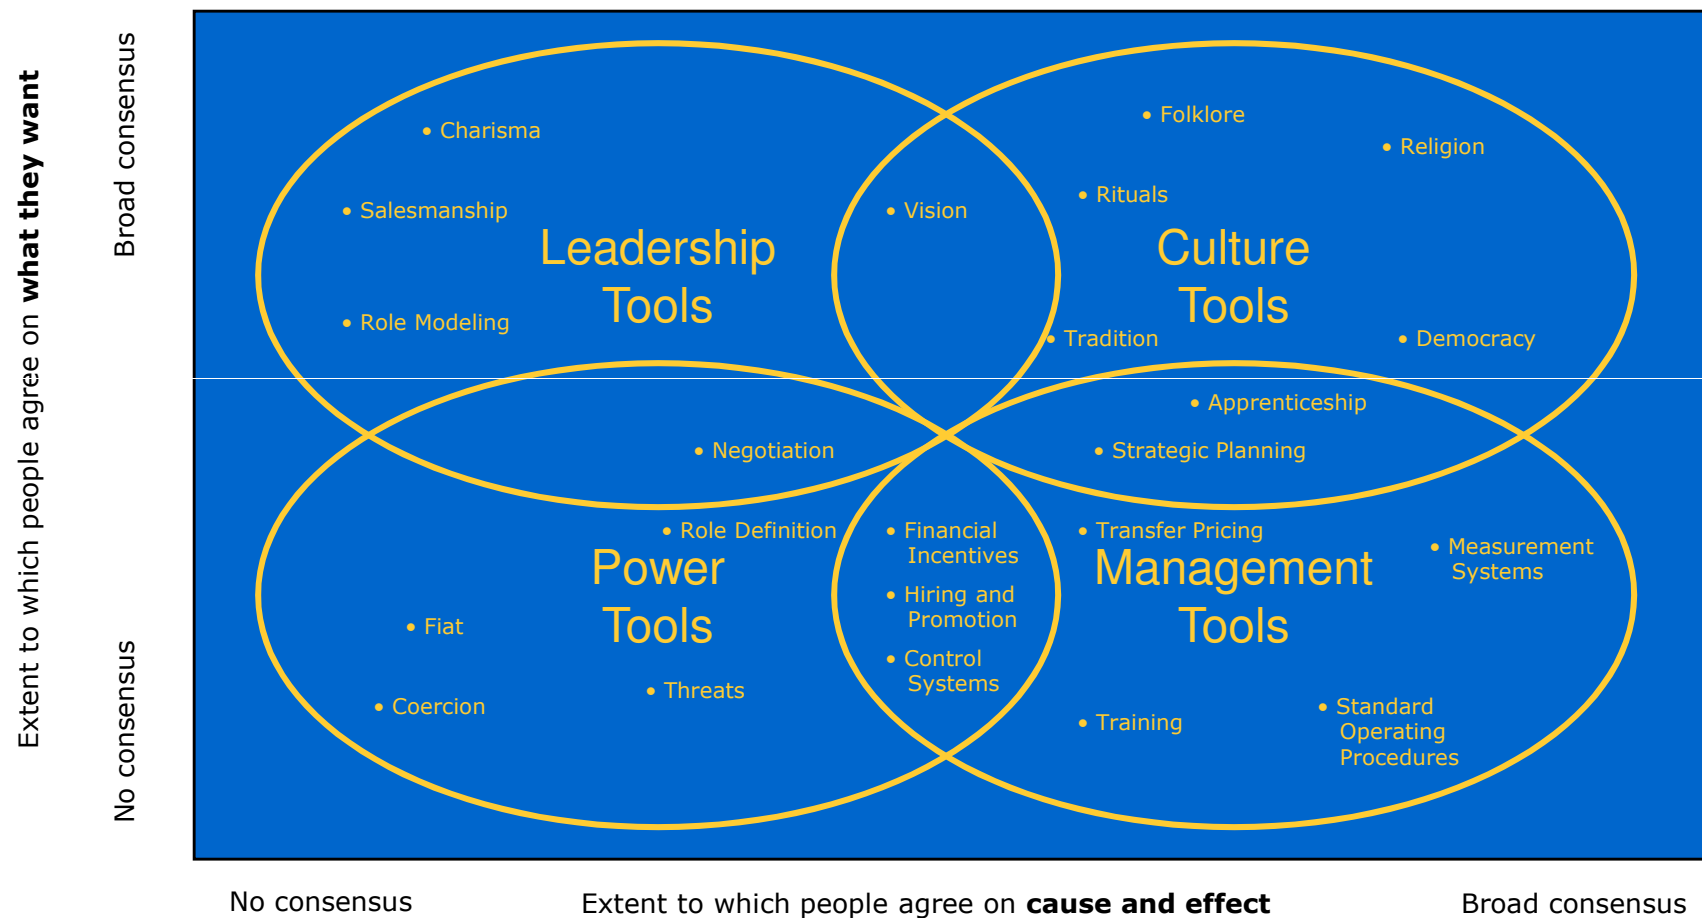 Extent to which people agree on what they want
Broad consensus
No consensus
• Charisma
• Salesmanship
Leadership
Tools
• Role Modeling
• Vision
• Folklore
• Religion
• Rituals
Culture
Tools
• Tradition
• Democracy
• Negotiation
• Apprenticeship
• Strategic Planning
• Role Definition
Power
Tools
• Fiat
• Coercion
• Threats
• Financial
Incentives
• Hiring and
Promotion
• Control
Systems
• Transfer Pricing
Management
Tools
• Measurement
Systems
• Training
• Standard
Operating
Procedures
No consensus
Extent to which people agree on cause and effect
Broad consensus